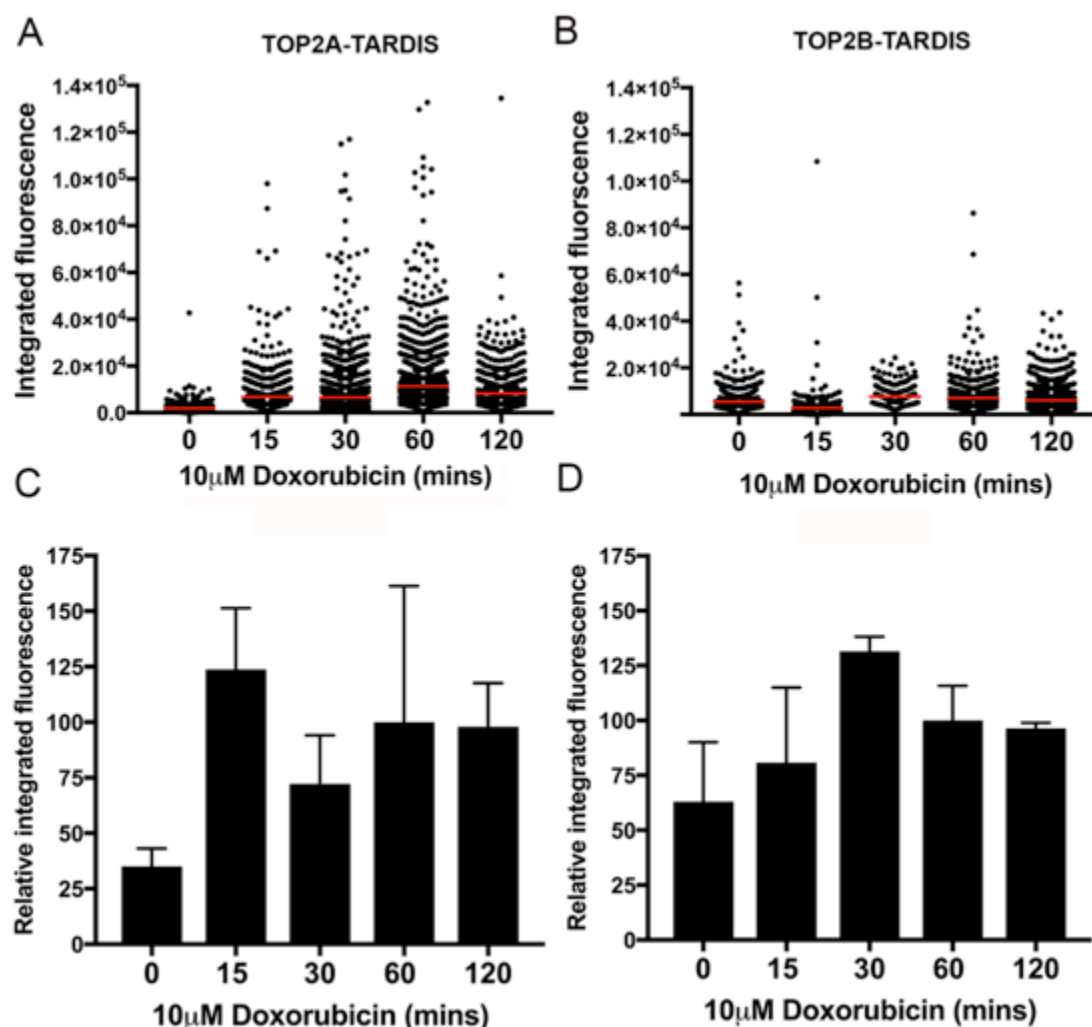 A
TOP2A-TARDIS
Integrated fluorescence
1.4×10⁵
1.2×10⁵
1.0×10⁵
8.0×10⁴
6.0×10⁴
4.0×10⁴
2.0×10⁴
0.0
0 15 30 60 120
10μM Doxorubicin (mins)
B
TOP2B-TARDIS
Integrated fluorscence
1.4×10⁵
1.2×10⁵
1.0×10⁵
8.0×10⁴
6.0×10⁴
4.0×10⁴
2.0×10⁴
0 15 30 60 120
10μM Doxorubicin (mins)
C
Relative integrated fluorescence
175
150
125
100
75
50
25
0
0 15 30 60 120
10μM Doxorubicin (mins)
D
Relative integrated fluorescence
175
150
125
100
75
50
25
0
0 15 30 60 120
10μM Doxorubicin (mins)